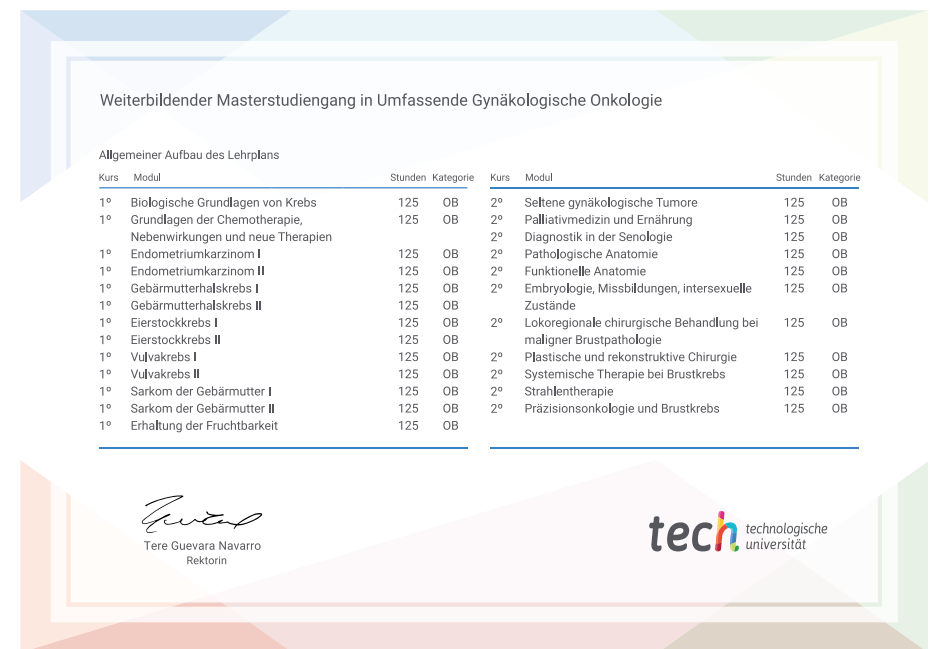 Weiterbildender Masterstudiengang in Umfassende Gynäkologische Onkologie
Allgemeiner Aufbau des Lehrplans
Kurs Modul Stunden Kategorie
1º Biologische Grundlagen von Krebs 125 OB
1º Grundlagen der Chemotherapie, 125 OB
Nebenwirkungen und neue Therapien
1º Endometriumkarzinom I 125 OB
1º Endometriumkarzinom II 125 OB
1º Gebärmutterhalskrebs I 125 OB
1º Gebärmutterhalskrebs II 125 OB
1º Eierstockkrebs I 125 OB
1º Eierstockkrebs II 125 OB
1º Vulvakrebs I 125 OB
1º Vulvakrebs II 125 OB
1º Sarkom der Gebärmutter I 125 OB
1º Sarkom der Gebärmutter II 125 OB
1º Erhaltung der Fruchtbarkeit 125 OB
Kurs Modul Stunden Kategorie
2º Seltene gynäkologische Tumore 125 OB
2º Palliativmedizin und Ernährung 125 OB
2º Diagnostik in der Senologie 125 OB
2º Pathologische Anatomie 125 OB
2º Funktionelle Anatomie 125 OB
2º Embryologie, Missbildungen, intersexuelle 125 OB
Zustände
2º Lokoregionale chirurgische Behandlung bei 125 OB
maligner Brustpathologie
2º Plastische und rekonstruktive Chirurgie 125 OB
2º Systemische Therapie bei Brustkrebs 125 OB
2º Strahlentherapie 125 OB
2º Präzisionsonkologie und Brustkrebs 125 OB
Tere Guevara Navarro
Rektorin
tech technologische
universität